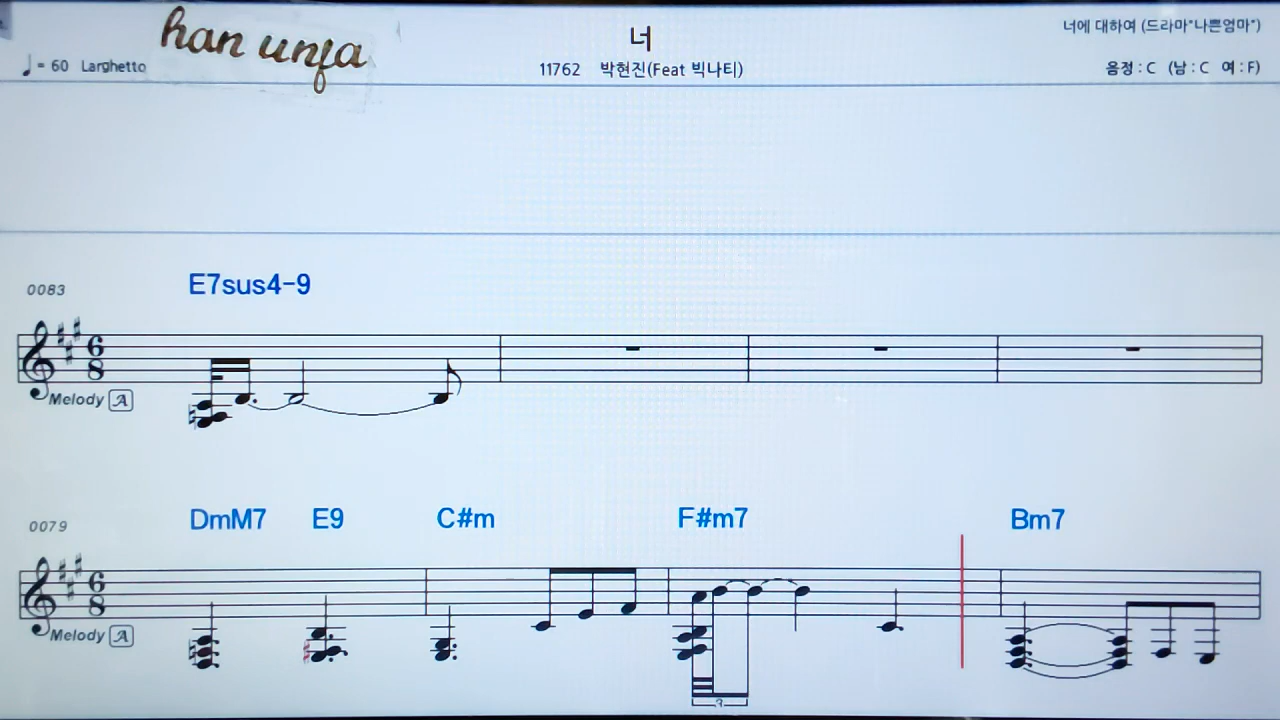 han unfa
너
너에 대하여 (드라마"나쁜엄마")
♩= 60 Larghetto
11762 박현진(Feat 빅나티)
음정 : C (남 : C 여 : F)
0083
E7sus4-9
6
8
Melody A
0079
DmM7 E9 C#m F#m7 Bm7
6
8
Melody A
3